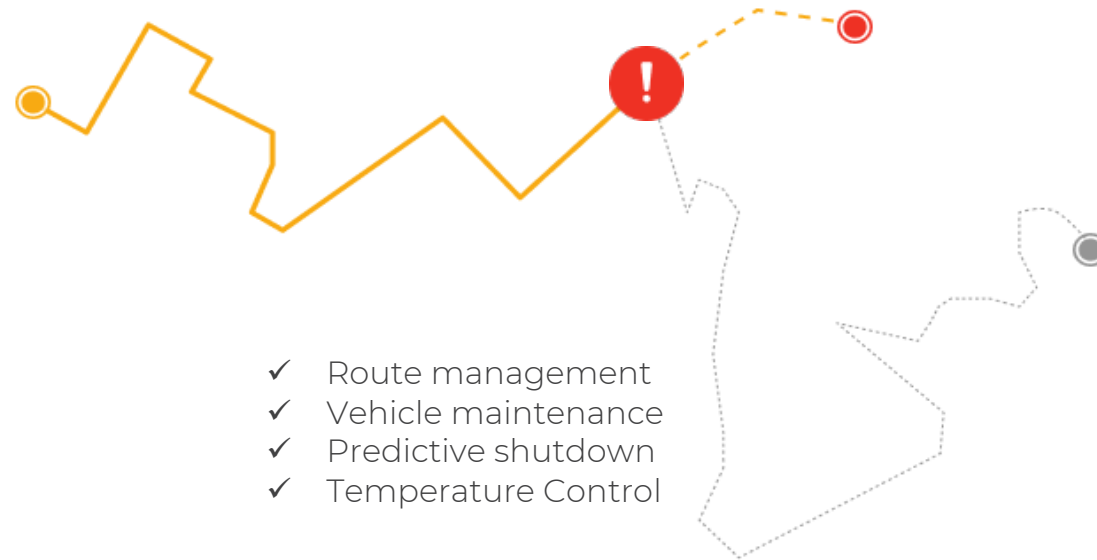 !
✓ Route management
✓ Vehicle maintenance
✓ Predictive shutdown
✓ Temperature Control